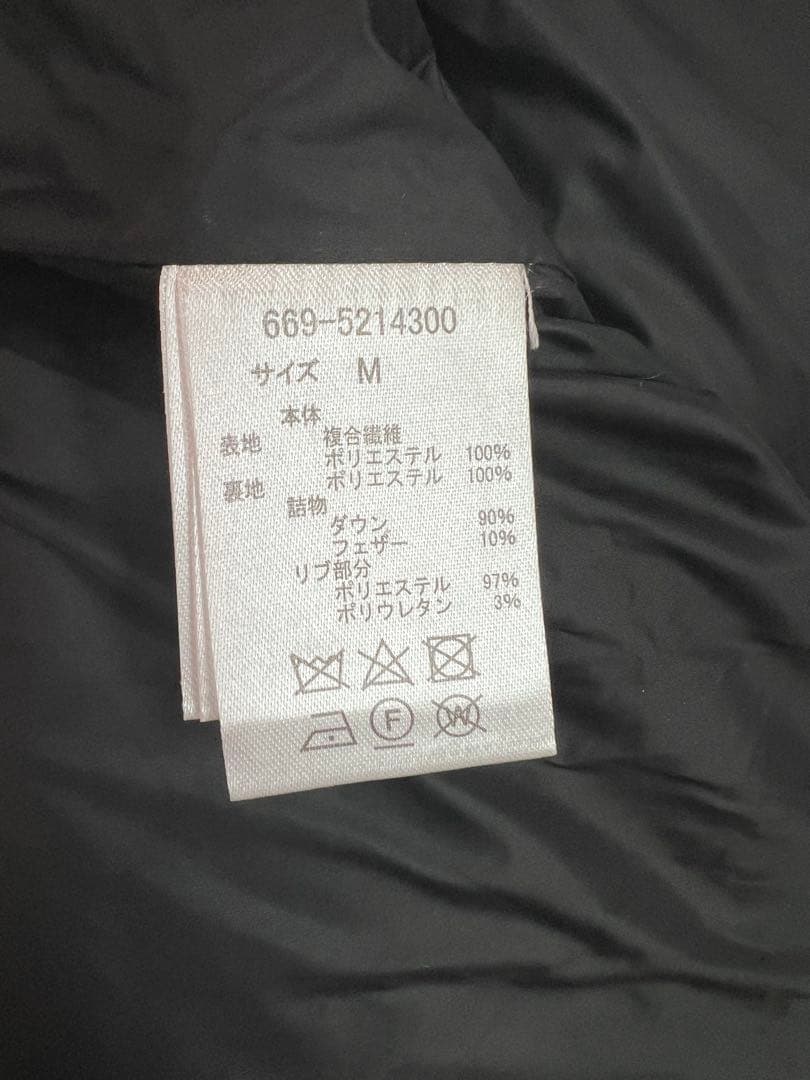 669-5214300
サイズ M
本体
表地 複合繊維
ポリエステル 100%
裏地 ポリエステル 100%
詰物
ダウン 90%
フェザー 10%
リブ部分
ポリエステル 97%
ポリウレタン 3%
F W